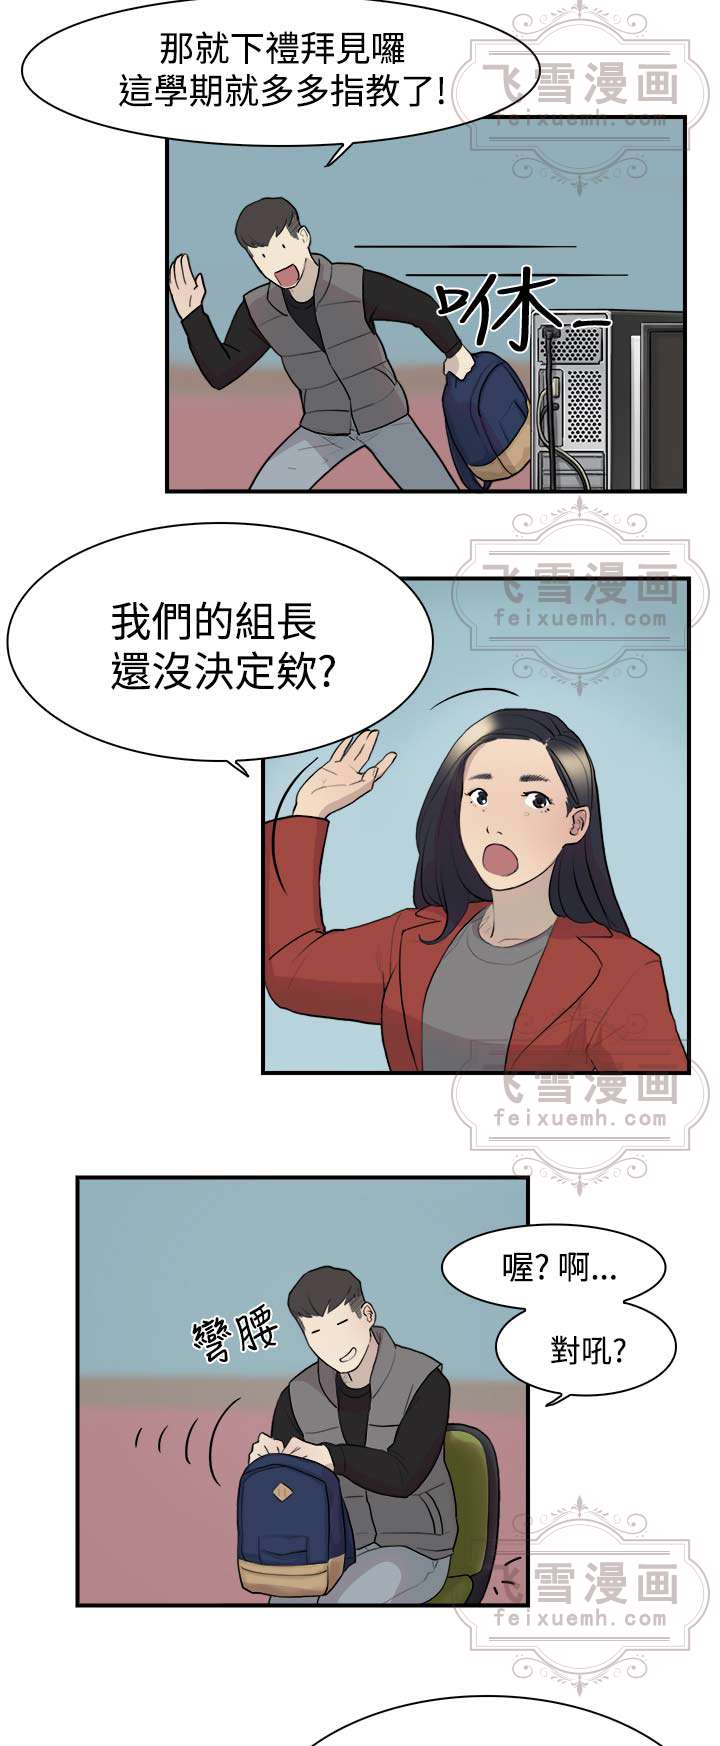 那就下禮拜見囉
這學期就多多指教了!
飞雪漫画
feixuemh.com
咻–
我們的組長
還沒決定欸?
飞雪漫画
feixuemh.com
飞雪漫画
feixuemh.com
喔? 啊...
對吼?
彎腰
飞雪漫画
feixuemh.com